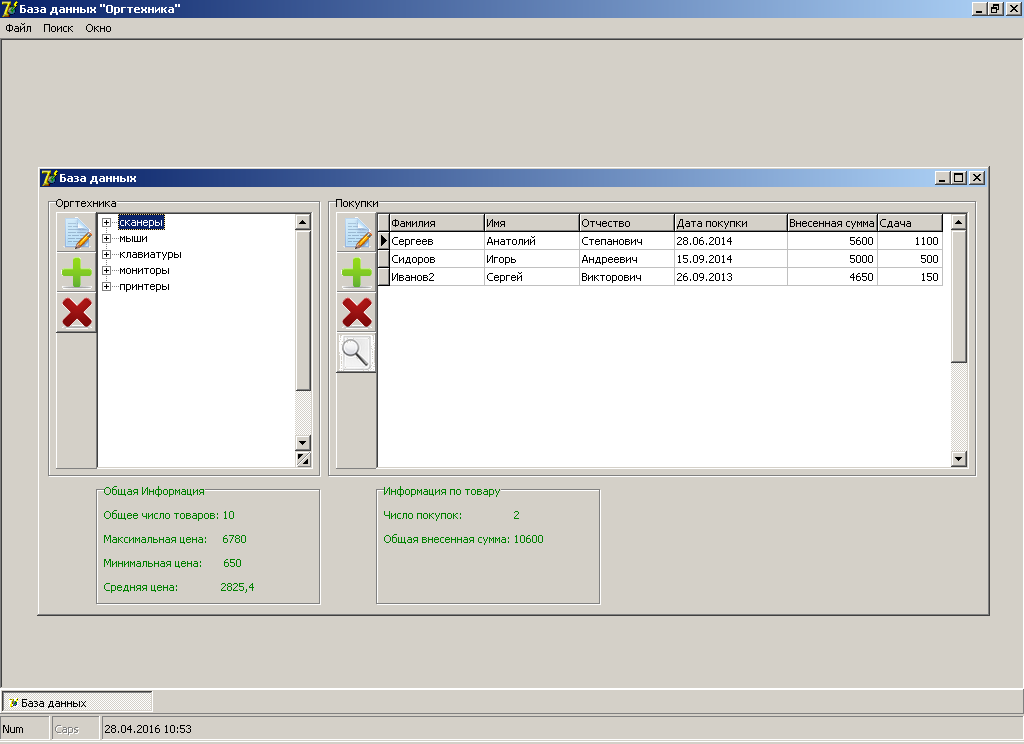 База данных "Оргтехника"
Файл Поиск Окно
База данных
Оргтехника
сканеры
мыши
клавиатуры
мониторы
принтеры
Покупки
Фамилия Имя Отчество Дата покупки Внесенная сумма Сдача
Сергеев Анатолий Степанович 28.06.2014 5600 1100
Сидоров Игорь Андреевич 15.09.2014 5000 500
Иванов2 Сергей Викторович 26.09.2013 4650 150
Общая Информация
Общее число товаров: 10
Максимальная цена: 6780
Минимальная цена: 650
Средняя цена: 2825,4
Информация по товару
Число покупок: 2
Общая внесенная сумма: 10600
База данных
Num Caps 28.04.2016 10:53